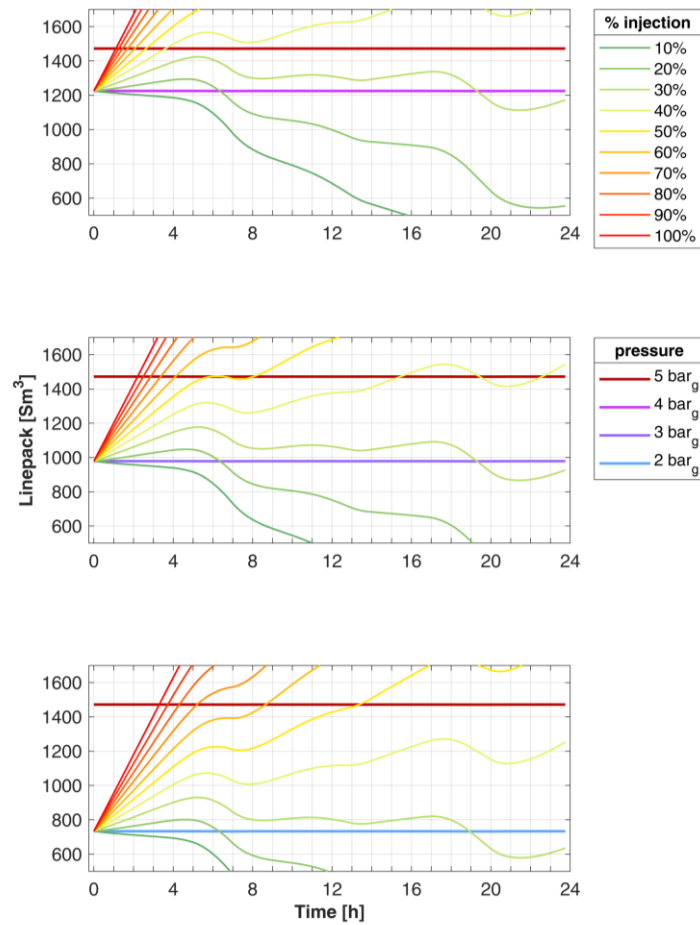 1600
1400
1200
1000
800
600
0 4 8 12 16 20 24
% injection
10%
20%
30%
40%
50%
60%
70%
80%
90%
100%
Linepack [Sm³]
1600
1400
1200
1000
800
600
0 4 8 12 16 20 24
pressure
5 bar_g
4 bar_g
3 bar_g
2 bar_g
1600
1400
1200
1000
800
600
0 4 8 12 16 20 24
Time [h]